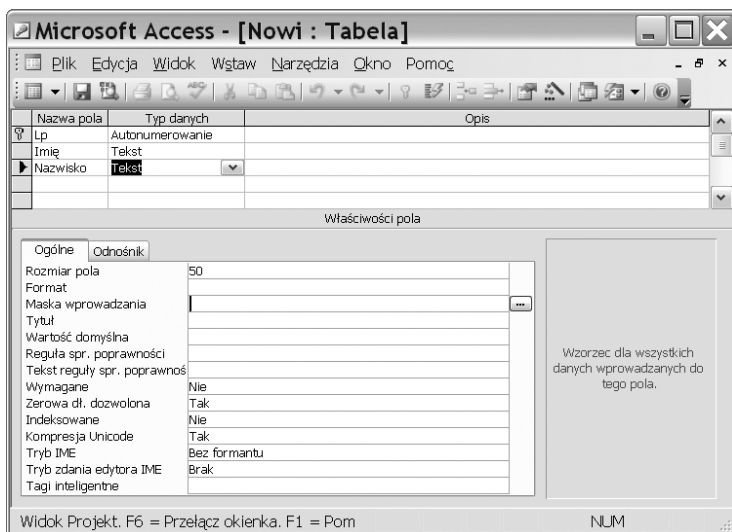 Microsoft Access - [Nowi : Tabela]
Plik Edycja Widok Wstaw Narzędzia Okno Pomoc
Nazwa pola Typ danych Opis
Lp Autonumerowanie
Imię Tekst
Nazwisko Tekst
Właściwości pola
Ogólne Odnośnik
Rozmiar pola 50
Format
Maska wprowadzania
Tytuł
Wartość domyślna
Reguła spr. poprawności
Tekst reguły spr. poprawnoś
Wymagane Nie
Zerowa dł. dozwolona Tak
Indeksowane Nie
Kompresja Unicode Tak
Tryb IME Bez formantu
Tryb zdania edytora IME Brak
Tagi inteligentne
Wzorzec dla wszystkich
danych wprowadzanych do
tego pola.
Widok Projekt. F6 = Przełącz okienka. F1 = Pom NUM